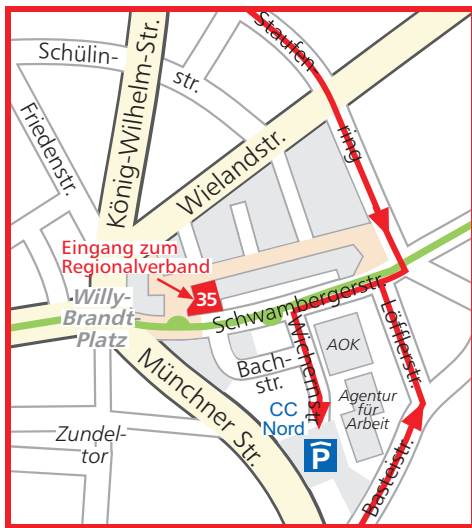 Staufen-
ring
Schülin-
str.
Friedenstr.
König-Wilhelm-Str.
Wielandstr.
Eingang zum
Regionalverband
35
Willy-
Brandt-
Platz
Schwambergerstr.
Wichernstr.
Löfflerstr.
AOK
Bach-
str.
Agentur
für
Arbeit
CC
Nord
P
Münchner Str.
Zundel-
tor
Basteistr.